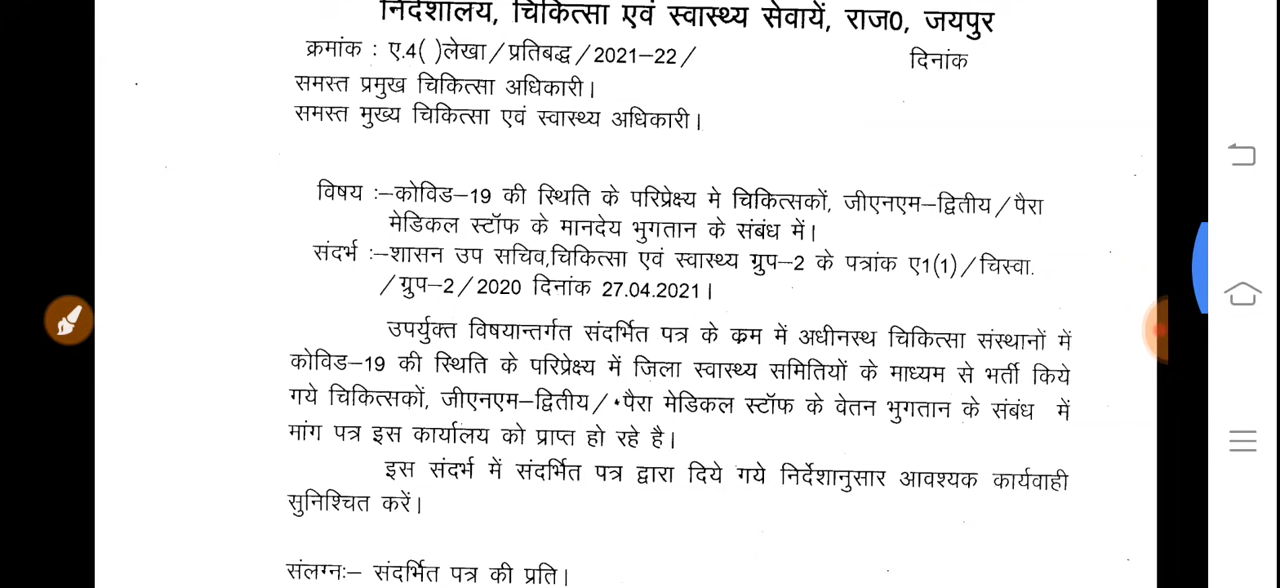 निदेशालय, चिकित्सा एवं स्वास्थ्य सेवायें, राज0, जयपुर
क्रमांक : ए.4( )लेखा/प्रतिबद्ध/2021–22/ दिनांक
समस्त प्रमुख चिकित्सा अधिकारी।
समस्त मुख्य चिकित्सा एवं स्वास्थ्य अधिकारी।
विषय :–कोविड–19 की स्थिति के परिप्रेक्ष्य मे चिकित्सकों, जीएनएम–द्वितीय/पैरा
मेडिकल स्टॉफ के मानदेय भुगतान के संबंध में।
संदर्भ :–शासन उप सचिव,चिकित्सा एवं स्वास्थ्य ग्रुप–2 के पत्रांक ए1(1)/चिस्वा.
/ग्रुप–2/2020 दिनांक 27.04.2021।
उपर्युक्त विषयान्तर्गत संदर्भित पत्र के कम में अधीनस्थ चिकित्सा संस्थानों में
कोविड–19 की स्थिति के परिप्रेक्ष्य में जिला स्वास्थ्य समितियों के माध्यम से भर्ती किये
गये चिकित्सकों, जीएनएम–द्वितीय/ पैरा मेडिकल स्टॉफ के वेतन भुगतान के संबंध में
मांग पत्र इस कार्यालय को प्राप्त हो रहे है।
इस संदर्भ में संदर्भित पत्र द्वारा दिये गये निर्देशानुसार आवश्यक कार्यवाही
सुनिश्चित करें।
संलग्नः– संदर्भित पत्र की प्रति।